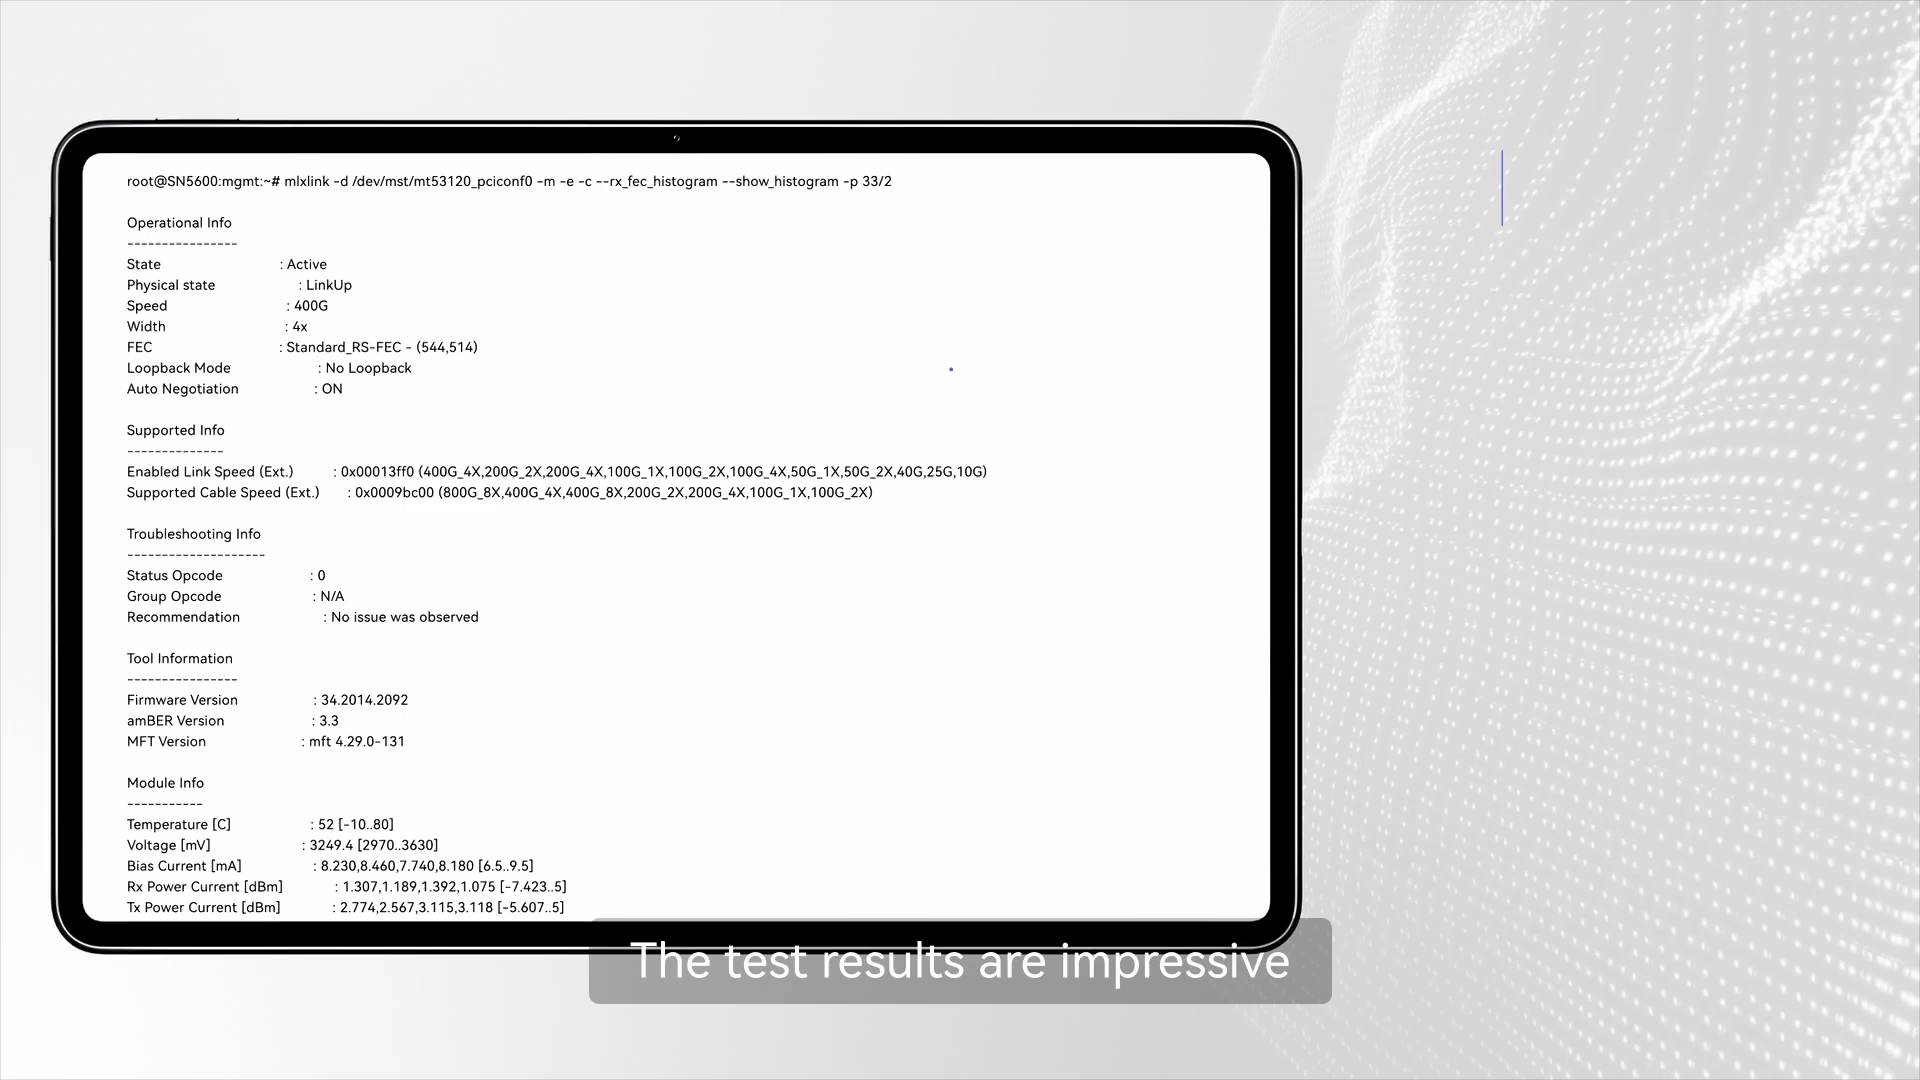 root@SN5600:mgmt:~# mlxlink -d /dev/mst/mt53120_pciconf0 -m -e -c --rx_fec_histogram --show_histogram -p 33/2
Operational Info
----------------
State : Active
Physical state : LinkUp
Speed : 400G
Width : 4x
FEC : Standard_RS-FEC - (544,514)
Loopback Mode : No Loopback
Auto Negotiation : ON
Supported Info
--------------
Enabled Link Speed (Ext.) : 0x00013ff0 (400G_4X,200G_2X,200G_4X,100G_1X,100G_2X,100G_4X,50G_1X,50G_2X,40G,25G,10G)
Supported Cable Speed (Ext.) : 0x0009bc00 (800G_8X,400G_4X,400G_8X,200G_2X,200G_4X,100G_1X,100G_2X)
Troubleshooting Info
--------------------
Status Opcode : 0
Group Opcode : N/A
Recommendation : No issue was observed
Tool Information
----------------
Firmware Version : 34.2014.2092
amBER Version : 3.3
MFT Version : mft 4.29.0-131
Module Info
-----------
Temperature [C] : 52 [-10..80]
Voltage [mV] : 3249.4 [2970..3630]
Bias Current [mA] : 8.230,8.460,7.740,8.180 [6.5..9.5]
Rx Power Current [dBm] : 1.307,1.189,1.392,1.075 [-7.423..5]
Tx Power Current [dBm] : 2.774,2.567,3.115,3.118 [-5.607..5]
The test results are impressive